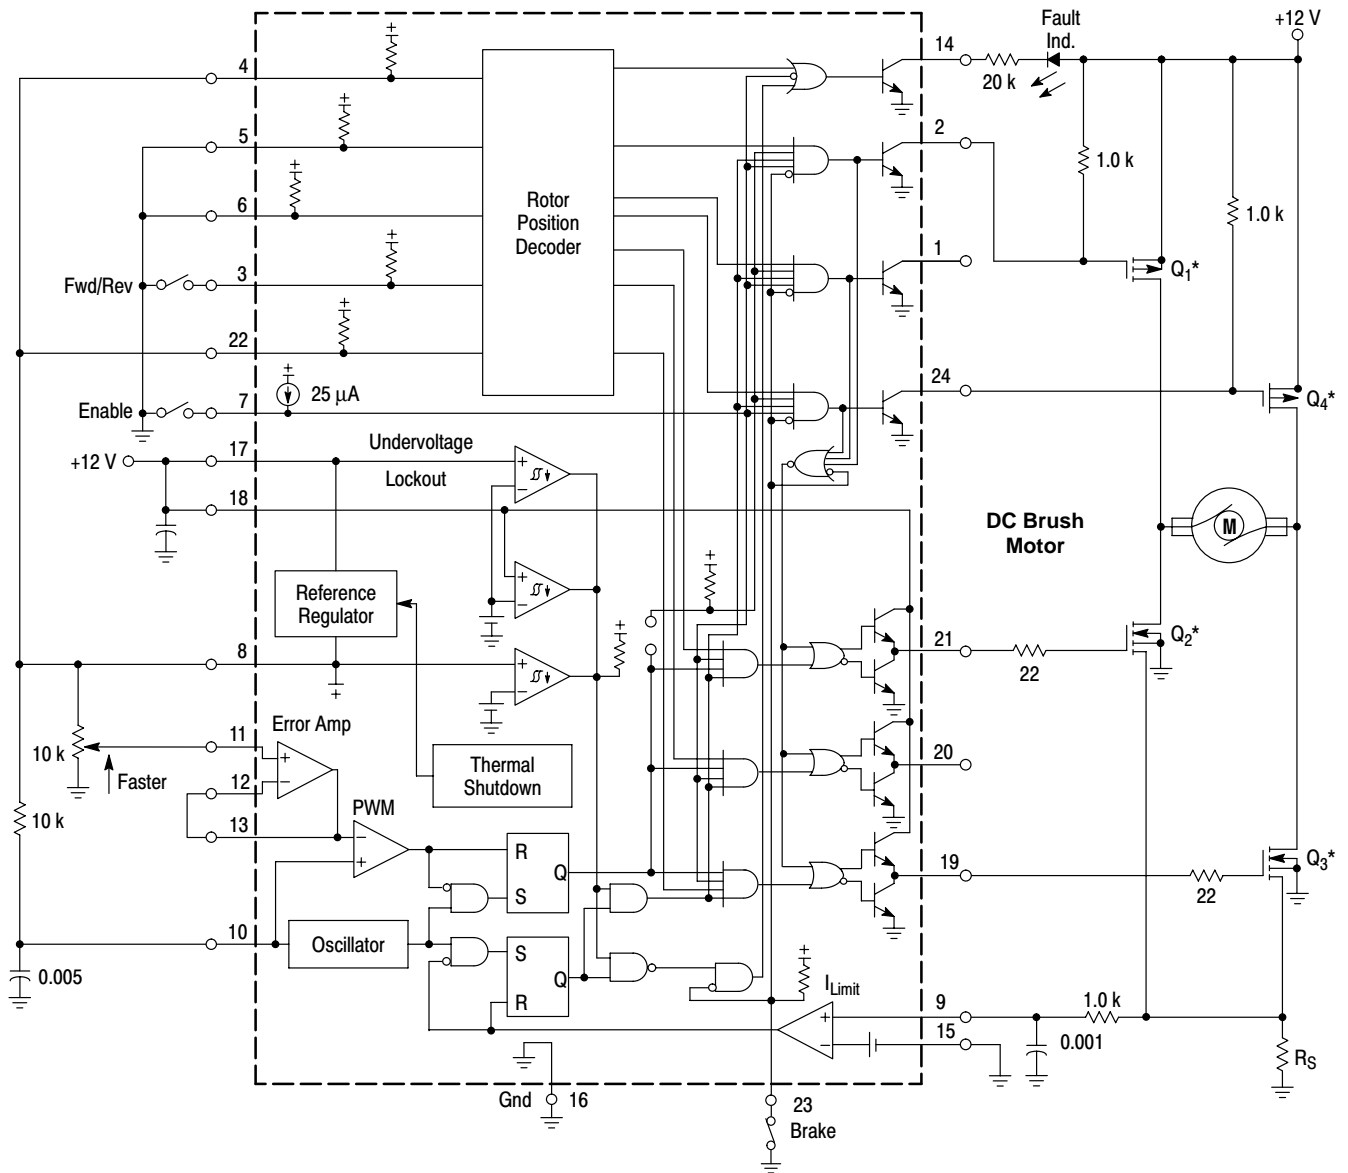 Fault
Ind.
+12 V
4
14
20 k
5
2
1.0 k
Rotor
Position
Decoder
6
1.0 k
Fwd/Rev
3
1
Q1*
22
24
25 µA
Enable
7
Q4*
17
Undervoltage
Lockout
+12 V
18
DC Brush
Motor
M
Reference
Regulator
8
21
22
Q2*
Error Amp
11
10 k
Faster
12
Thermal
Shutdown
20
13
10 k
PWM
R
S
Q
19
22
Q3*
10
Oscillator
S
R
Q
0.005
ILimit
9
1.0 k
15
0.001
RS
Gnd
16
23
Brake
+
−
+
−
+
−
+
−
−
+
+
−